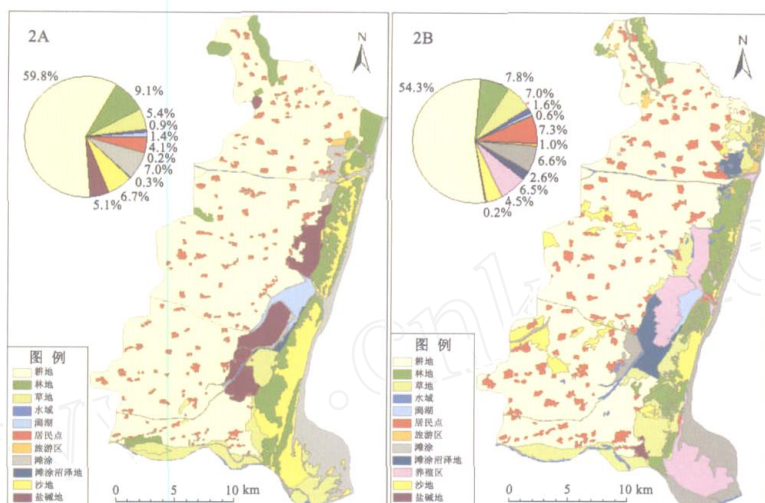 2A
N
59.8%
9.1%
5.4%
0.9%
1.4%
4.1%
0.2%
7.0%
0.3%
6.7%
5.1%
图例
耕地
林地
草地
水域
潟湖
居民点
旅游区
滩涂
滩涂沼泽地
沙地
盐碱地
0 5 10 km
2B
N
54.3%
7.8%
7.0%
1.6%
0.6%
7.3%
1.0%
6.6%
2.6%
6.5%
4.5%
0.2%
图例
耕地
林地
草地
水域
潟湖
居民点
旅游区
滩涂
滩涂沼泽地
养殖区
沙地
盐碱地
0 5 10 km